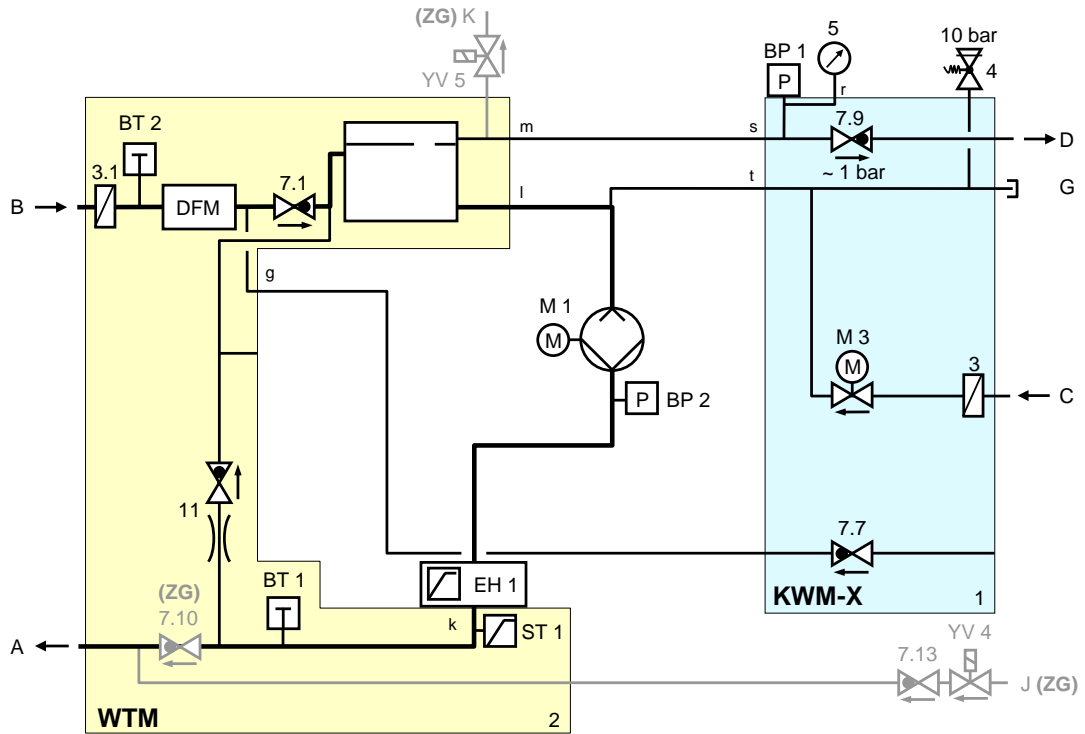 (ZG) K
YV 5
BP 1
P
5
r
10 bar
4
BT 2
3.1
B
DFM
7.1
m
s
7.9
~ 1 bar
D
l
t
G
g
M 1
M
P
BP 2
M 3
M
3
C
11
7.7
EH 1
BT 1
(ZG)
7.10
k
ST 1
KWM-X
1
A
YV 4
7.13
J (ZG)
WTM
2